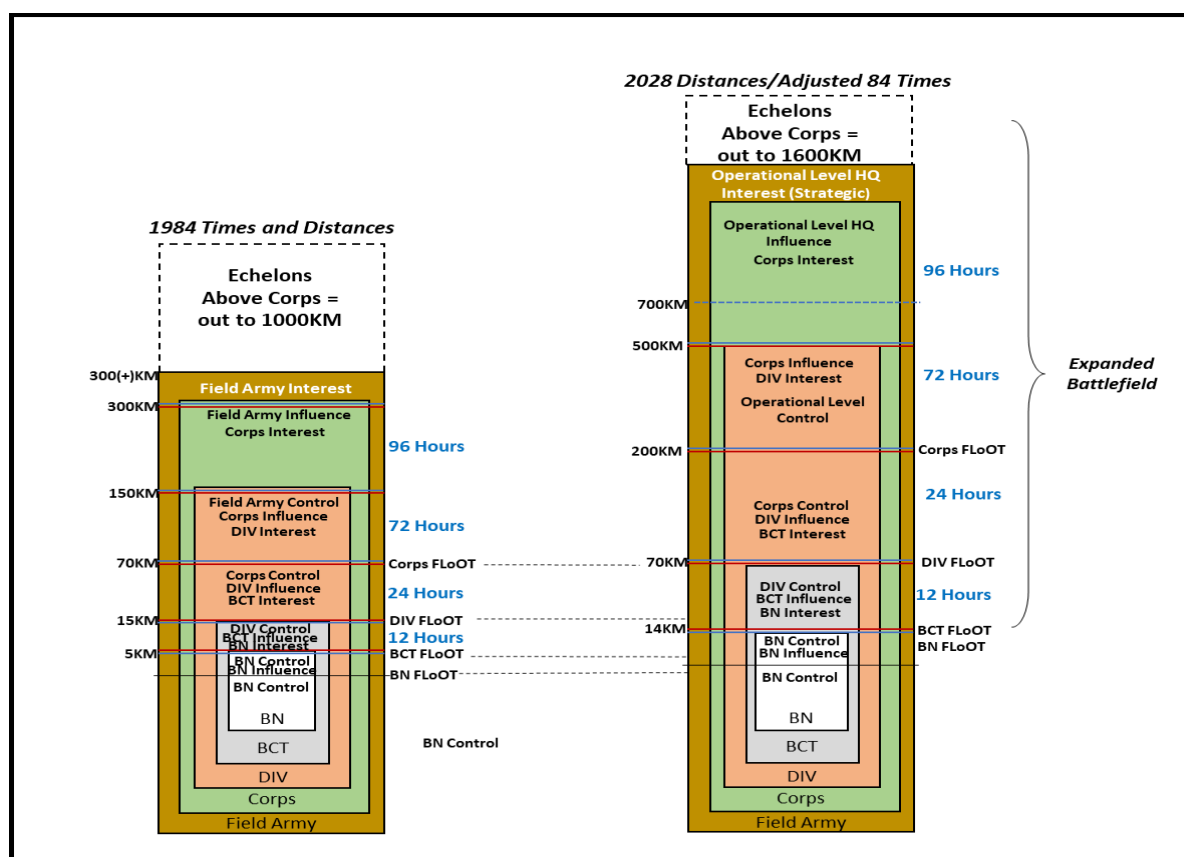 1984 Times and Distances
Echelons
Above Corps =
out to 1000KM
300(+)KM
Field Army Interest
300KM
Field Army Influence
Corps Interest
96 Hours
150KM
Field Army Control
Corps Influence
DIV Interest
72 Hours
70KM
Corps FLoOT
Corps Control
DIV Influence
BCT Interest
24 Hours
15KM
DIV FLoOT
DIV Control
BCT Influence
BN Interest
12 Hours
5KM
BCT FLoOT
BN Control
BN Influence
BN FLoOT
BN Control
BN
BCT
DIV
Corps
Field Army
BN Control
2028 Distances/Adjusted 84 Times
Echelons
Above Corps =
out to 1600KM
Operational Level HQ
Interest (Strategic)
Operational Level HQ
Influence
Corps Interest
96 Hours
700KM
500KM
Corps Influence
DIV Interest
72 Hours
Operational Level
Control
200KM
Corps FLoOT
24 Hours
Corps Control
DIV Influence
BCT Interest
70KM
DIV FLoOT
DIV Control
BCT Influence
BN Interest
12 Hours
14KM
BCT FLoOT
BN Control
BN Influence
BN FLoOT
BN Control
BN
BCT
DIV
Corps
Field Army
Expanded
Battlefield